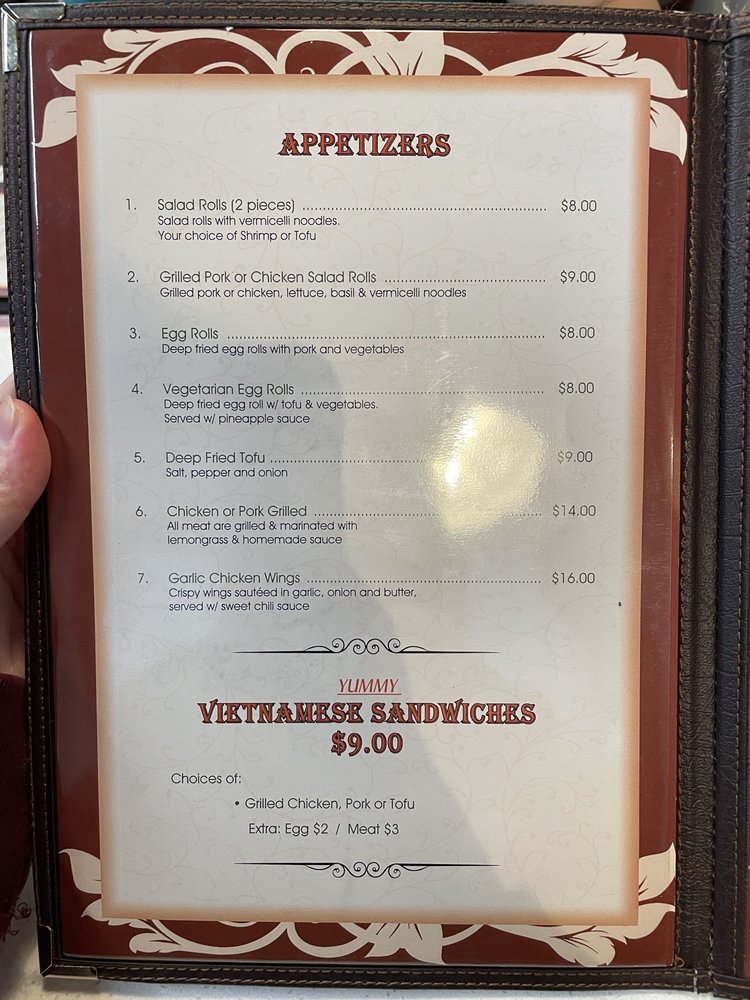 APPETIZERS
1. Salad Rolls (2 pieces) ........ $8.00
Salad rolls with vermicelli noodles.
Your choice of Shrimp or Tofu
2. Grilled Pork or Chicken Salad Rolls ........ $9.00
Grilled pork or chicken, lettuce, basil & vermicelli noodles
3. Egg Rolls ........ $8.00
Deep fried egg rolls with pork and vegetables
4. Vegetarian Egg Rolls ........ $8.00
Deep fried egg roll w/ tofu & vegetables.
Served w/ pineapple sauce
5. Deep Fried Tofu ........ $9.00
Salt, pepper and onion
6. Chicken or Pork Grilled ........ $14.00
All meat are grilled & marinated with
lemongrass & homemade sauce
7. Garlic Chicken Wings ........ $16.00
Crispy wings sautéed in garlic, onion and butter,
served w/ sweet chili sauce
YUMMY
VIETNAMESE SANDWICHES
$9.00
Choices of:
• Grilled Chicken, Pork or Tofu
Extra: Egg $2 / Meat $3